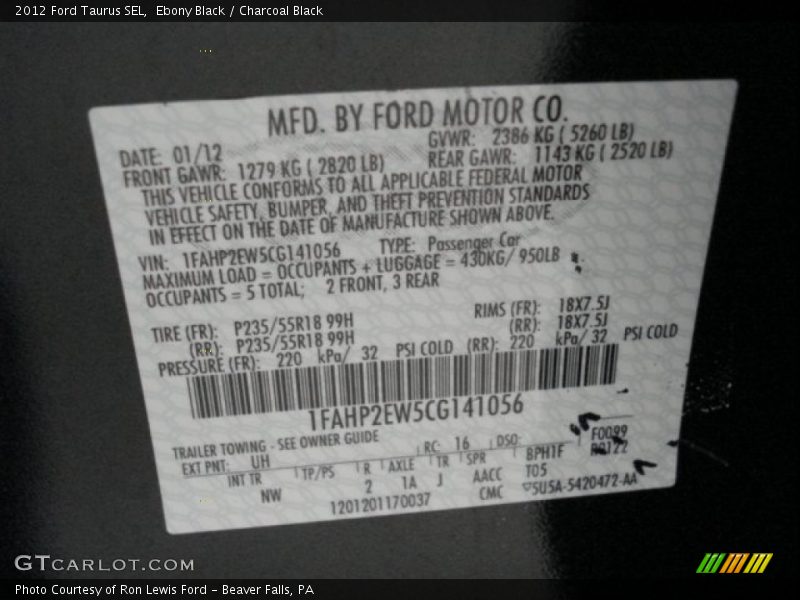 2012 Ford Taurus SEL,  Ebony Black / Charcoal Black
MFD. BY FORD MOTOR CO.
DATE: 01/12 GVWR: 2386 KG ( 5260 LB)
FRONT GAWR: 1279 KG ( 2820 LB) REAR GAWR: 1143 KG ( 2520 LB)
THIS VEHICLE CONFORMS TO ALL APPLICABLE FEDERAL MOTOR
VEHICLE SAFETY, BUMPER, AND THEFT PREVENTION STANDARDS
IN EFFECT ON THE DATE OF MANUFACTURE SHOWN ABOVE.
VIN: 1FAHP2EW5CG141056 TYPE: Passenger Car
MAXIMUM LOAD = OCCUPANTS + LUGGAGE = 430KG/ 950LB
OCCUPANTS = 5 TOTAL; 2 FRONT, 3 REAR
TIRE (FR): P235/55R18 99H RIMS (FR): 18X7.5J
(RR): P235/55R18 99H (RR): 18X7.5J
PRESSURE (FR): 220 kPa/ 32 PSI COLD (RR): 220 kPa/ 32 PSI COLD
1FAHP2EW5CG141056
TRAILER TOWING - SEE OWNER GUIDE
EXT PNT: UH RC: 16 DSO: F0099
INT TR TP/PS R AXLE TR SPR 8PH1F
NW 2 1A J AACC T05
1201201170037 CMC ▽5U5A-5420472-AA
GTCARLOT.COM
Photo Courtesy of Ron Lewis Ford - Beaver Falls, PA